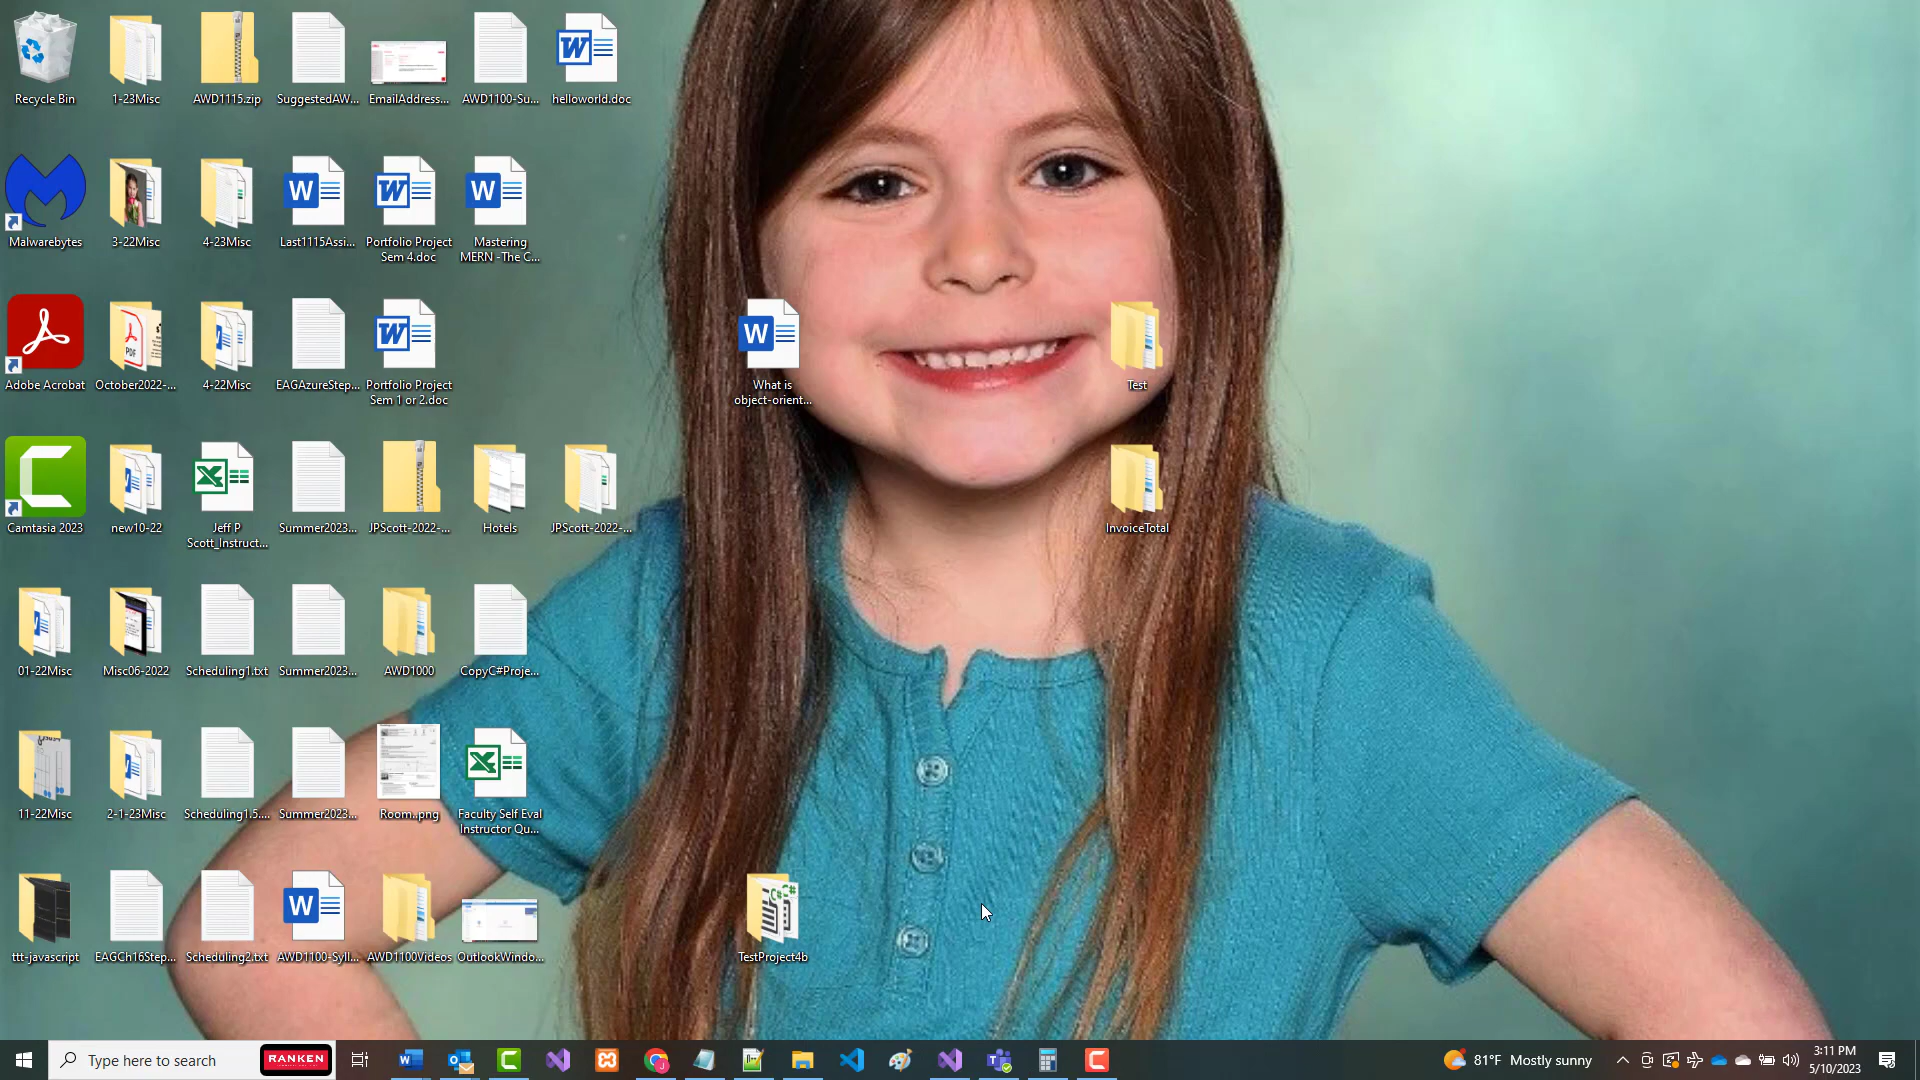 Recycle Bin
1-23Misc
AWD1115.zip
SuggestedAW...
EmailAddress...
AWD1100-Su...
helloworld.doc
Malwarebytes
3-22Misc
4-23Misc
Last1115Assi...
Portfolio Project
Sem 4.doc
Mastering
MERN -The C...
Adobe Acrobat
October2022-...
4-22Misc
EAGAzureStep...
Portfolio Project
Sem 1 or 2.doc
What is
object-orient...
Test
Camtasia 2023
new10-22
Jeff P
Scott_Instruct...
Summer2023...
JPScott-2022-...
Hotels
JPScott-2022-...
InvoiceTotal
01-22Misc
Misc06-2022
Scheduling1.txt
Summer2023...
AWD1000
CopyC#Proje...
11-22Misc
2-1-23Misc
Scheduling1.5....
Summer2023...
Room..png
Faculty Self Eval
Instructor Qu...
ttt-javascript
EAGCh16Step...
Scheduling2.txt
AWD1100-Syll...
AWD1100Videos
OutlookWindo...
TestProject4b
Type here to search
RANKEN
81°F Mostly sunny
3:11 PM
5/10/2023